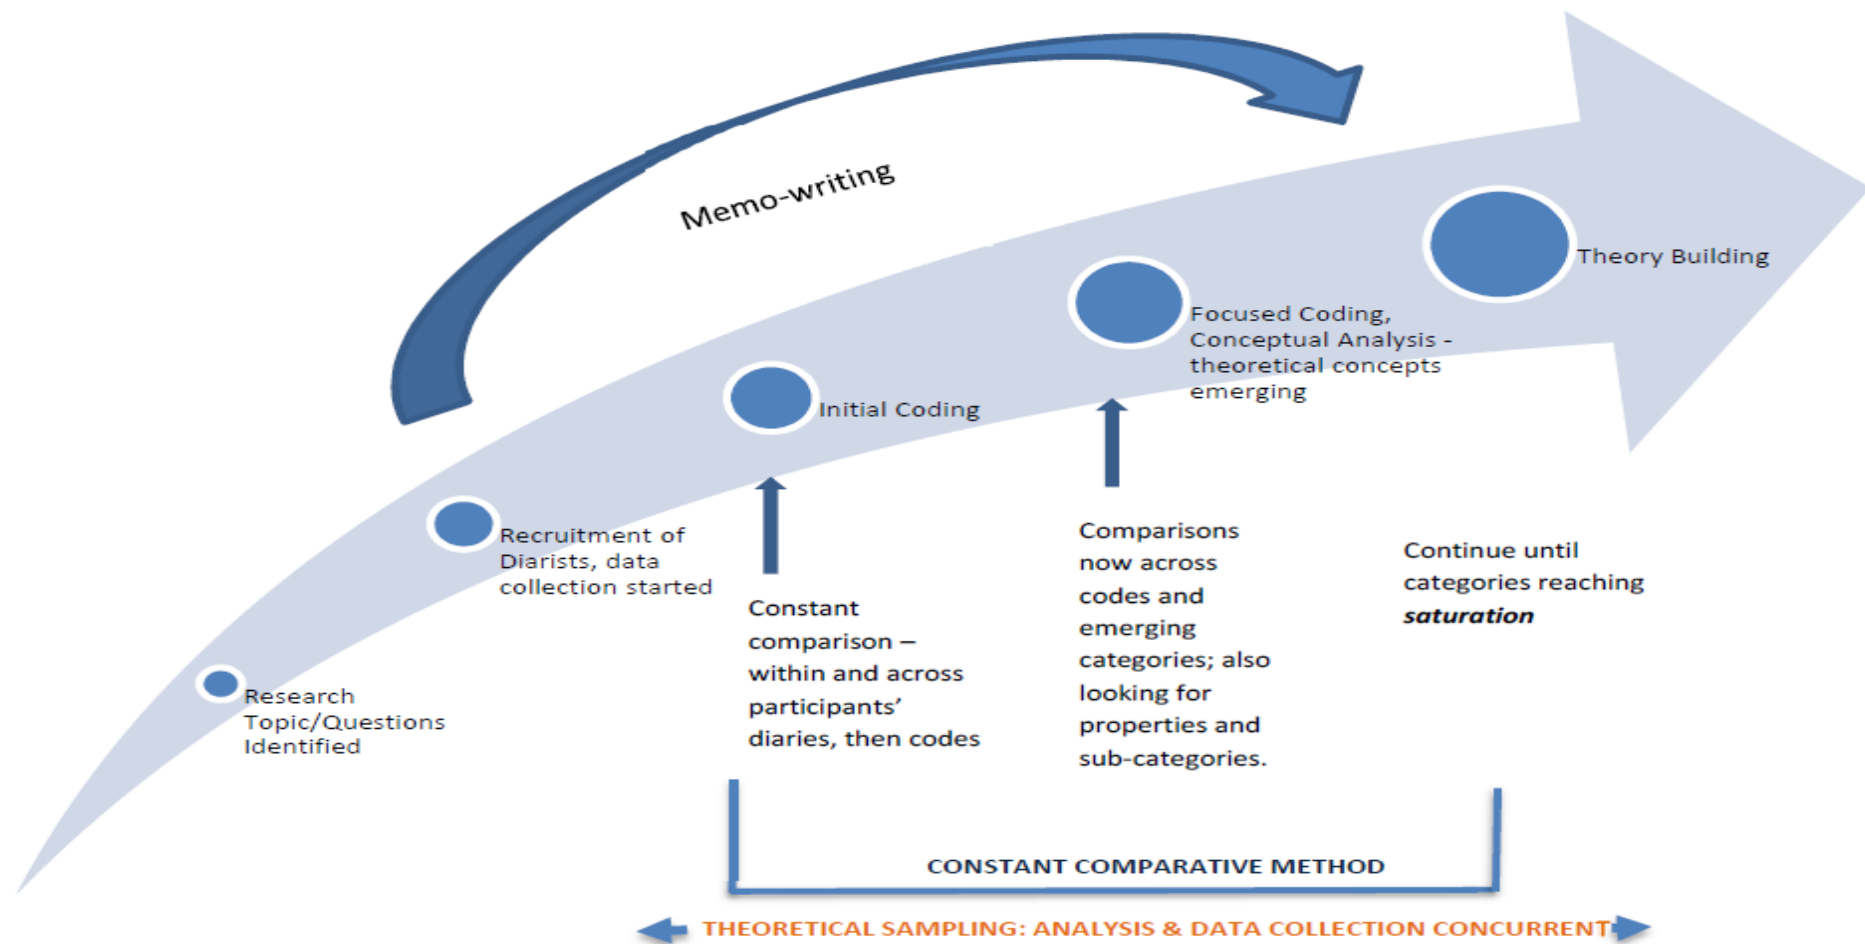 Memo-writing
Theory Building
Focused Coding,
Conceptual Analysis -
theoretical concepts
emerging
Initial Coding
Recruitment of
Diarists, data
collection started
Research
Topic/Questions
Identified
Constant
comparison –
within and across
participants’
diaries, then codes
Comparisons
now across
codes and
emerging
categories; also
looking for
properties and
sub-categories.
Continue until
categories reaching
saturation
CONSTANT COMPARATIVE METHOD
THEORETICAL SAMPLING: ANALYSIS & DATA COLLECTION CONCURRENT